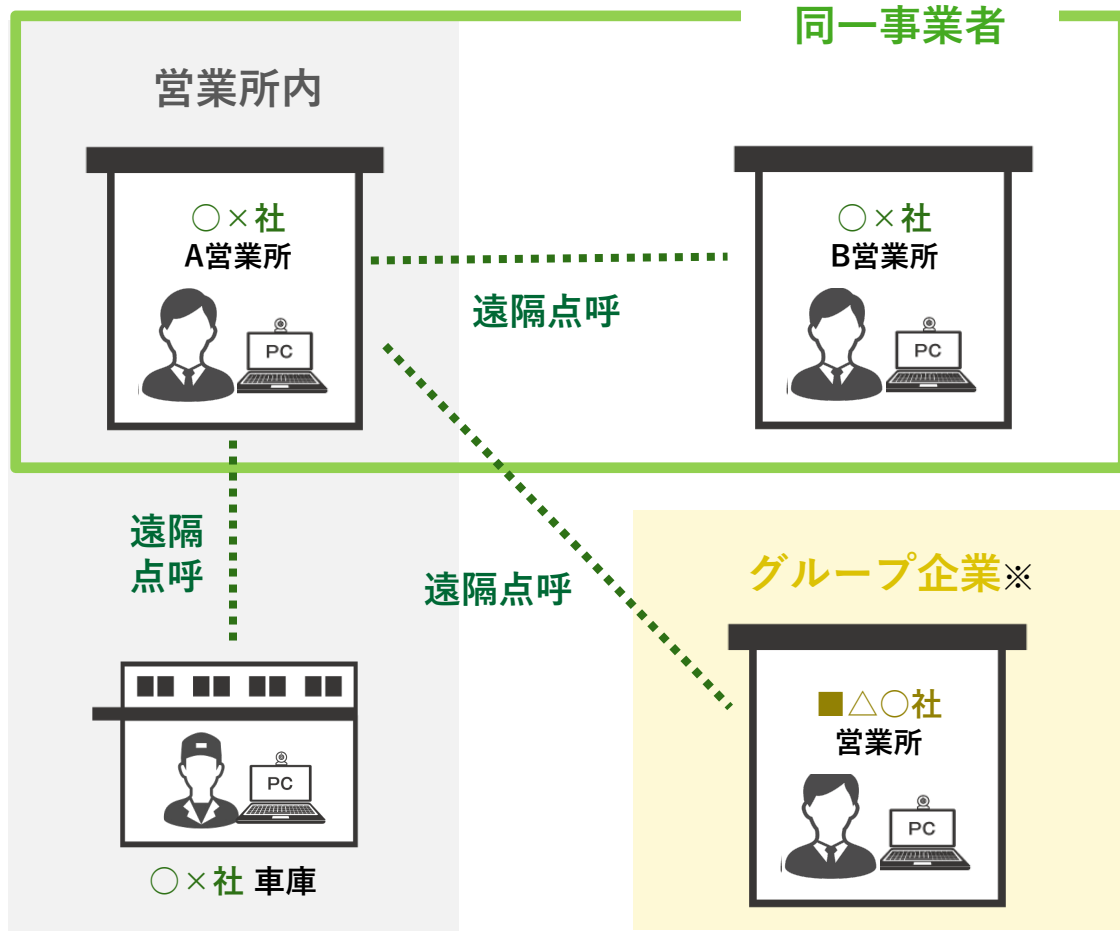 同一事業者
営業所内
○×社
A営業所
PC
遠隔点呼
○×社
B営業所
PC
遠隔
点呼
遠隔点呼
○×社 車庫
PC
グループ企業※
■△○社
営業所
PC